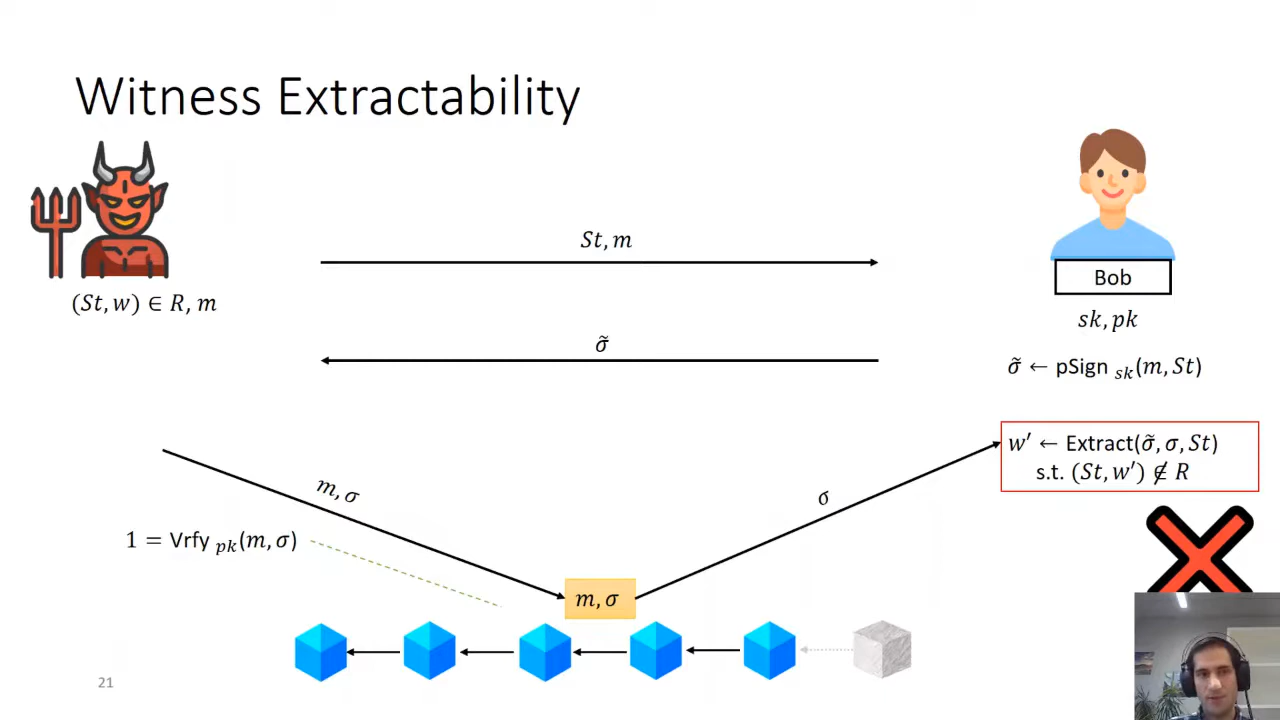 Witness Extractability
St, m
Bob
(St, w) ∈ R, m
sk, pk
σ̃
σ̃ ← pSign sk(m, St)
w′ ← Extract(σ̃, σ, St)
s.t. (St, w′) ∉ R
m, σ
σ
1 = Vrfy pk(m, σ)
m, σ
21